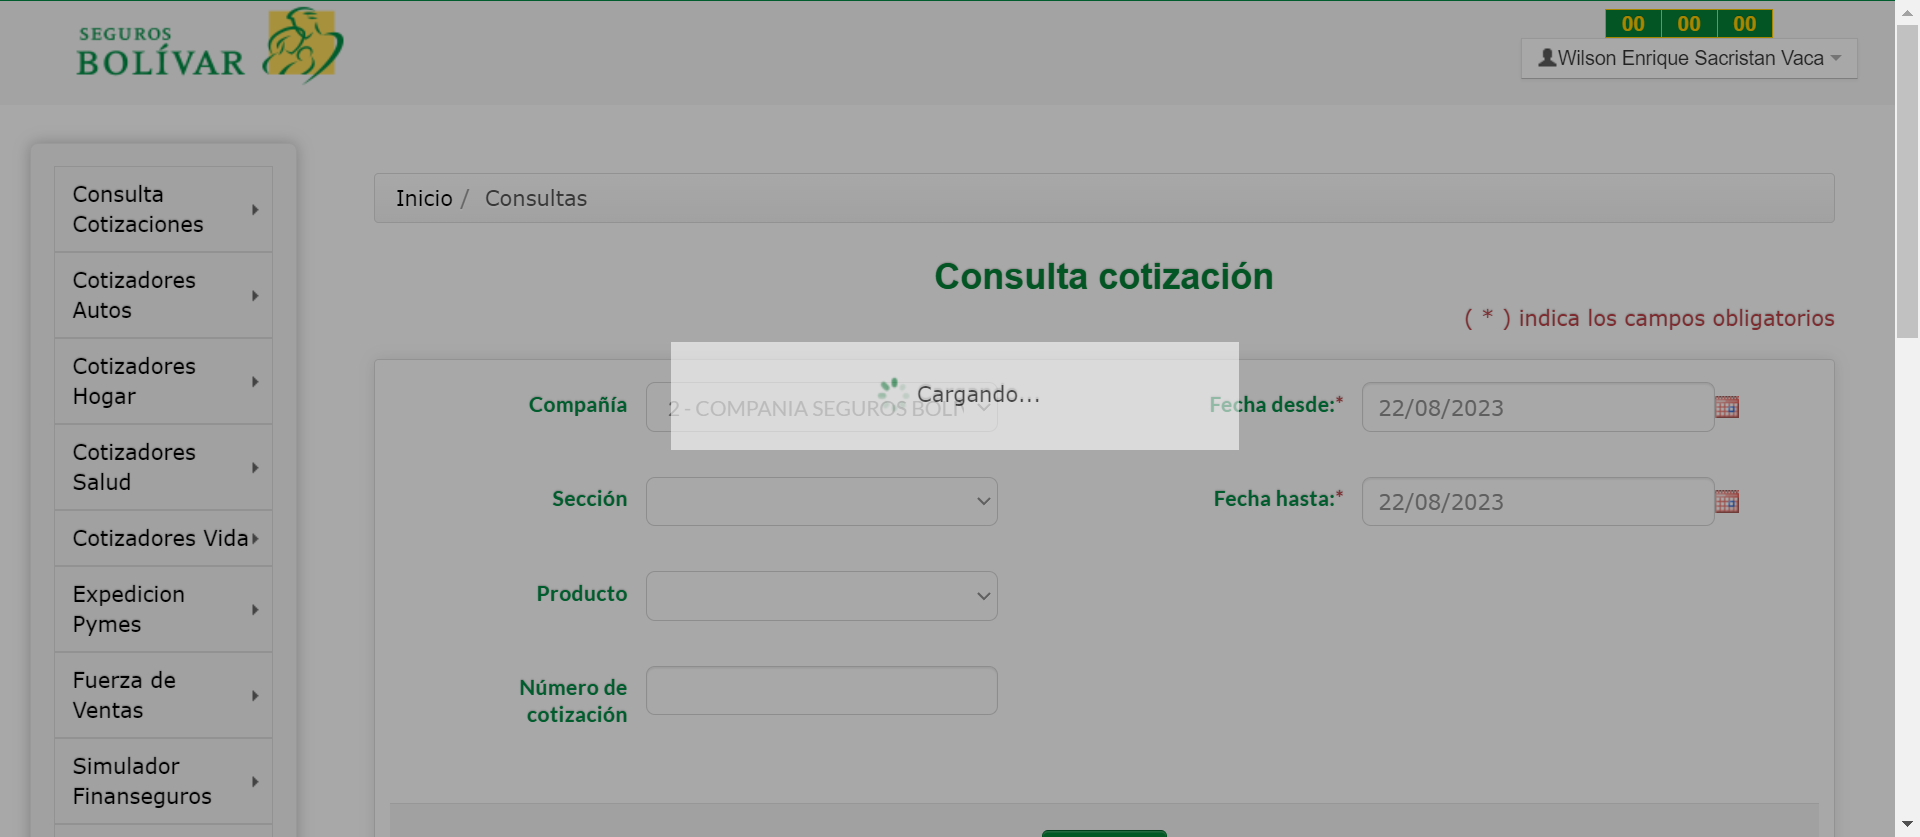 SEGUROS
BOLÍVAR
00 00 00
Wilson Enrique Sacristan Vaca
Consulta
Cotizaciones
Cotizadores
Autos
Cotizadores
Hogar
Cotizadores
Salud
Cotizadores Vida
Expedicion
Pymes
Fuerza de
Ventas
Simulador
Finanseguros
Inicio / Consultas
Consulta cotización
( * ) indica los campos obligatorios
Cargando...
Compañía
2 - COMPANIA SEGUROS BOLI
Fecha desde:*
22/08/2023
Sección
Fecha hasta:*
22/08/2023
Producto
Número de
cotización